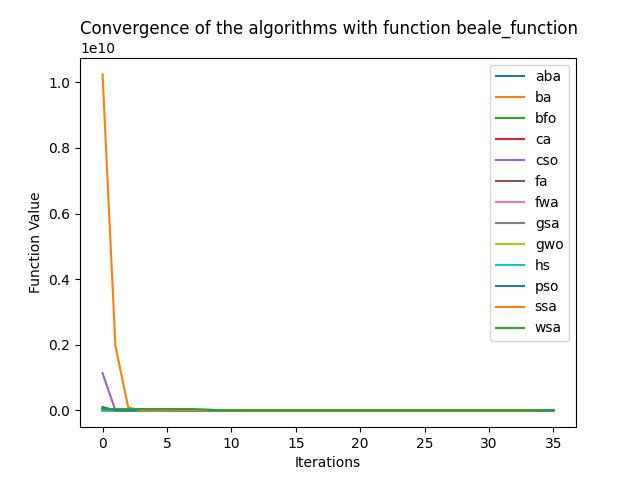 Convergence of the algorithms with function beale_function
1e10
1.0
0.8
0.6
0.4
0.2
0.0
Function Value
0 5 10 15 20 25 30 35
Iterations
aba
ba
bfo
ca
cso
fa
fwa
gsa
gwo
hs
pso
ssa
wsa